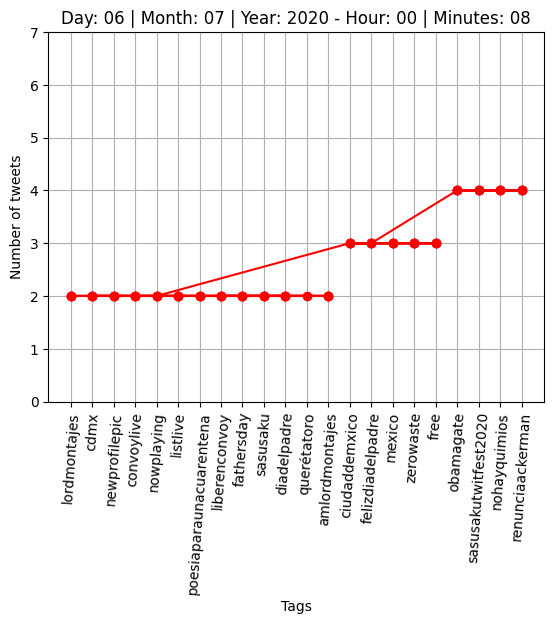 Day: 06 | Month: 07 | Year: 2020 - Hour: 00 | Minutes: 08
Number of tweets
7
6
5
4
3
2
1
0
lordmontajes
cdmx
newprofilepic
convoylive
nowplaying
listlive
poesiaparaunacuarentena
liberenconvoy
fathersday
sasusaku
diadelpadre
querétatoro
amlordmontajes
ciudaddemxico
felizdiadelpadre
mexico
zerowaste
free
obamagate
sasusakutwitfest2020
nohayquimios
renunciaackerman
Tags